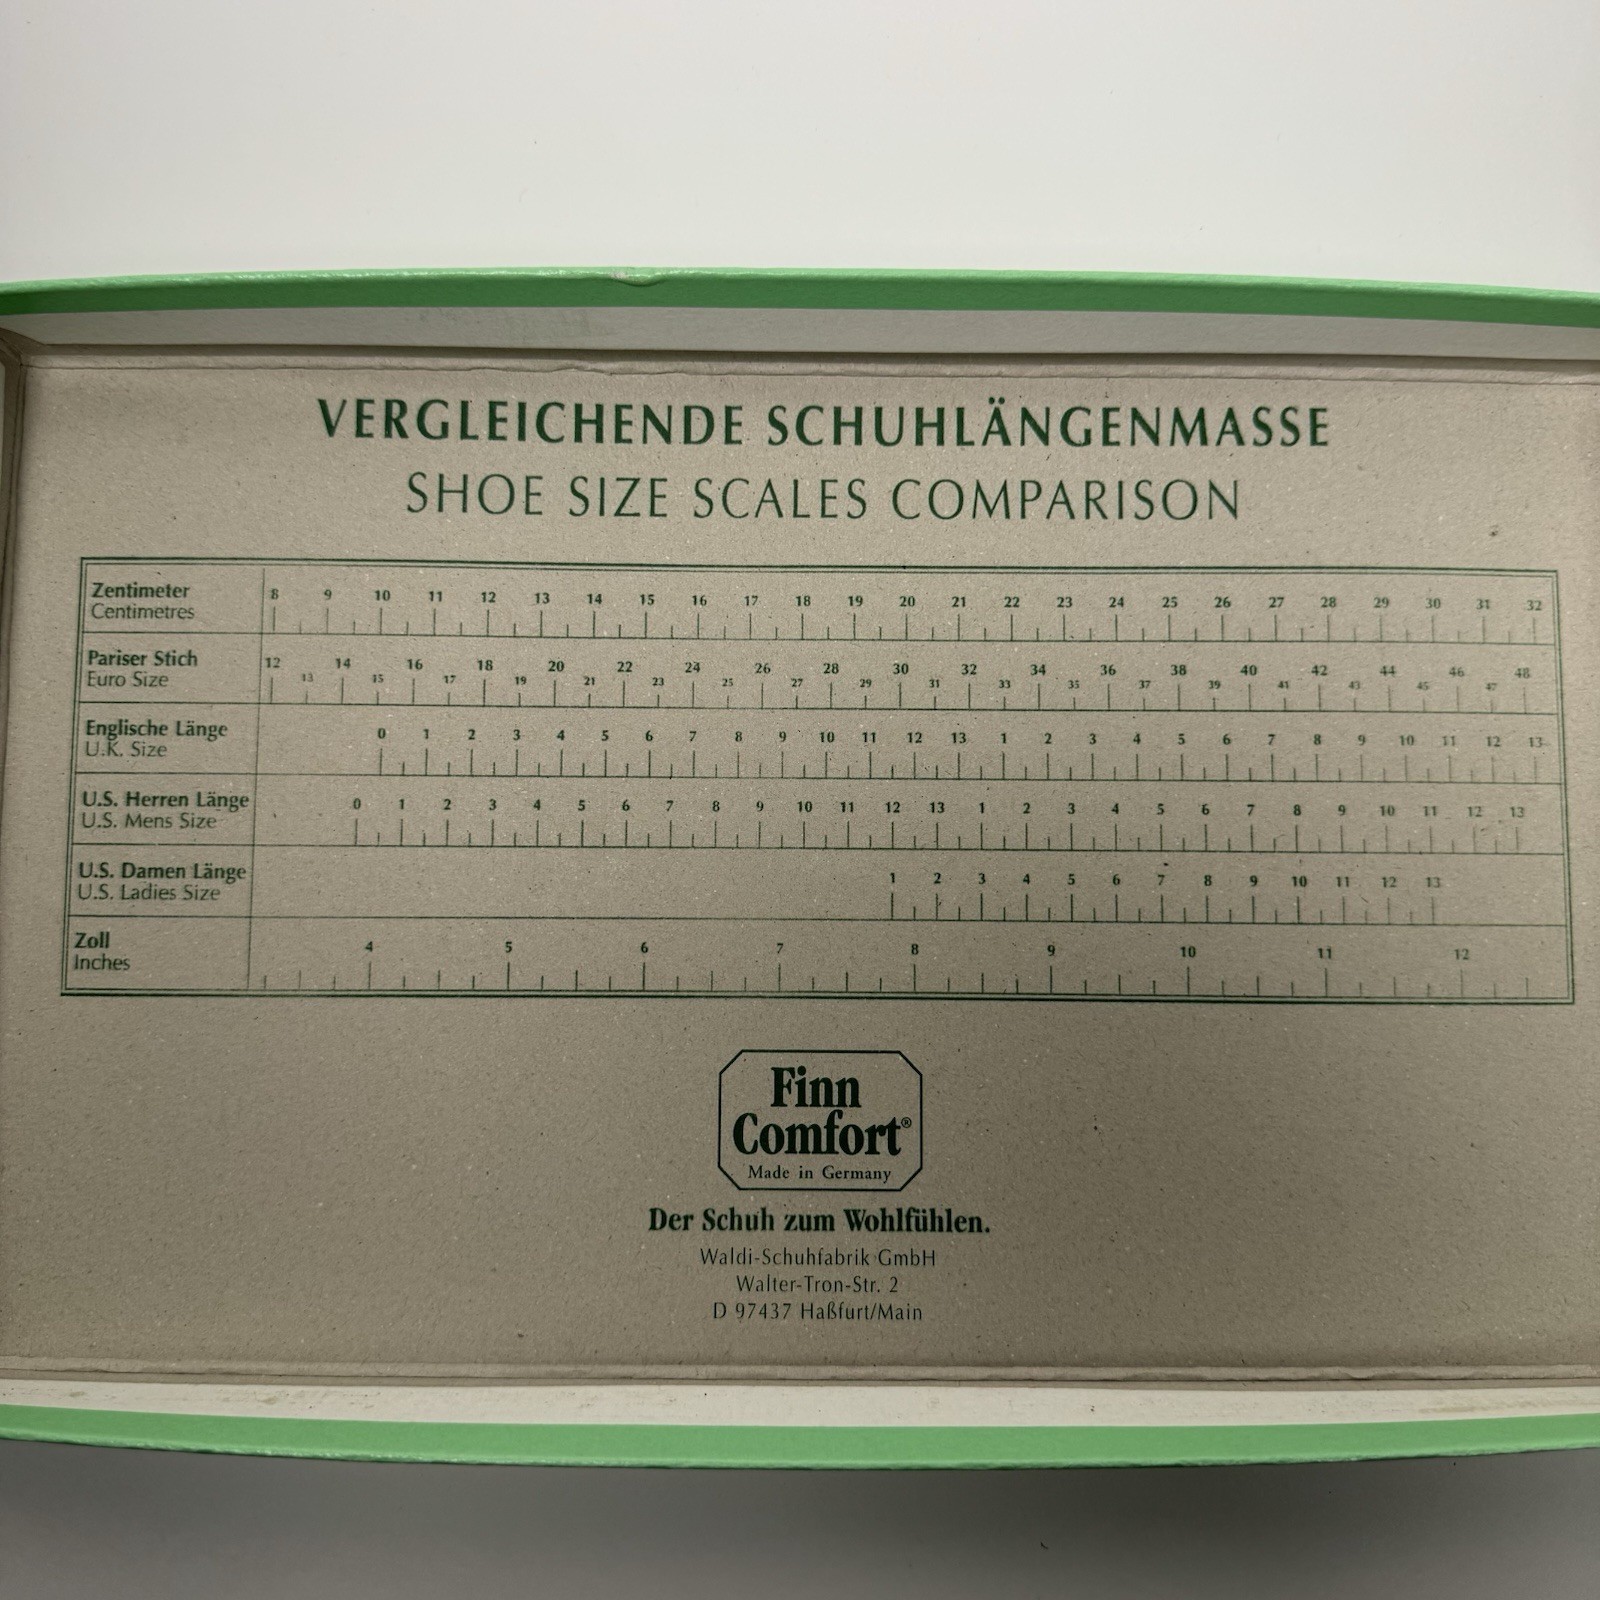 VERGLEICHENDE SCHUHLÄNGENMASSE
SHOE SIZE SCALES COMPARISON
Zentimeter
Centimetres
8 9 10 11 12 13 14 15 16 17 18 19 20 21 22 23 24 25 26 27 28 29 30 31 32
Pariser Stich
Euro Size
12 13 14 15 16 17 18 19 20 21 22 23 24 25 26 27 28 29 30 31 32 33 34 35 36 37 38 39 40 41 42 43 44 45 46 47 48
Englische Länge
U.K. Size
0 1 2 3 4 5 6 7 8 9 10 11 12 13 1 2 3 4 5 6 7 8 9 10 11 12 13
U.S. Herren Länge
U.S. Mens Size
0 1 2 3 4 5 6 7 8 9 10 11 12 13 1 2 3 4 5 6 7 8 9 10 11 12 13
U.S. Damen Länge
U.S. Ladies Size
1 2 3 4 5 6 7 8 9 10 11 12 13
Zoll
Inches
4 5 6 7 8 9 10 11 12
Finn
Comfort®
Made in Germany
Der Schuh zum Wohlfühlen.
Waldi-Schuhfabrik GmbH
Walter-Tron-Str. 2
D 97437 Haßfurt/Main